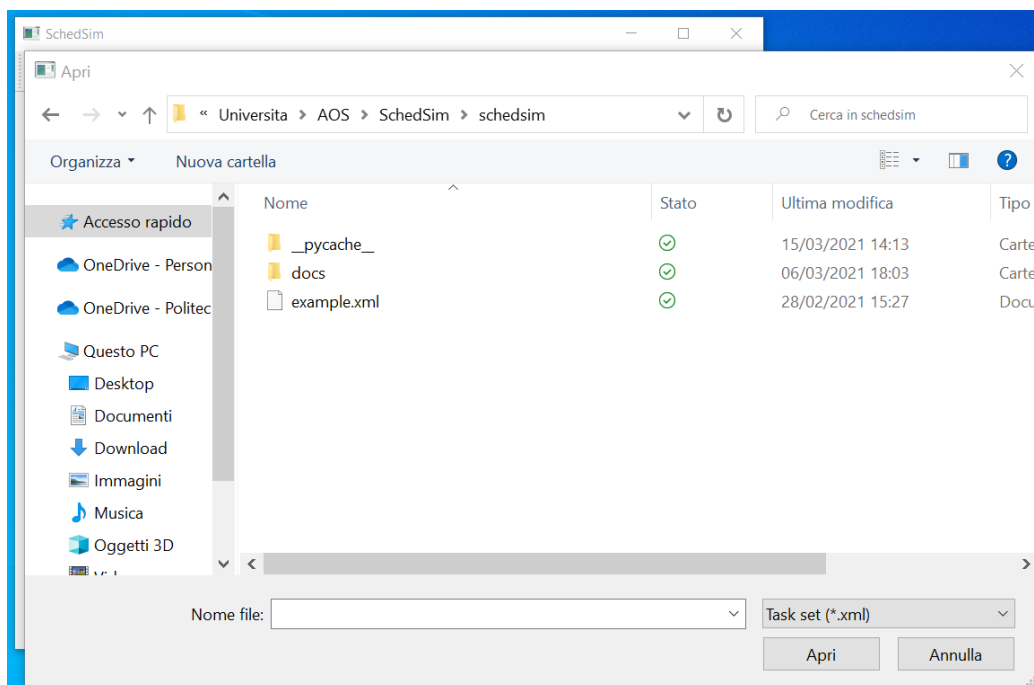 SchedSim
Apri
« Universita > AOS > SchedSim > schedsim
Cerca in schedsim
Organizza
Nuova cartella
?
Nome
Stato
Ultima modifica
Tipo
Accesso rapido
OneDrive - Person
OneDrive - Politec
Questo PC
Desktop
Documenti
Download
Immagini
Musica
Oggetti 3D
__pycache__
15/03/2021 14:13
Carte
docs
06/03/2021 18:03
Carte
example.xml
28/02/2021 15:27
Docu
Nome file:
Task set (*.xml)
Apri
Annulla